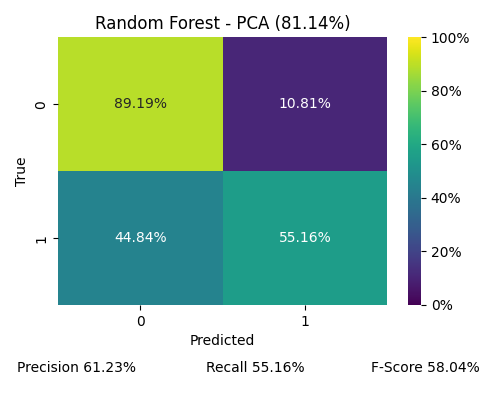 Random Forest - PCA (81.14%)
100%
0
89.19%
10.81%
80%
60%
True
40%
1
44.84%
55.16%
20%
0%
0
1
Predicted
Precision 61.23%
Recall 55.16%
F-Score 58.04%